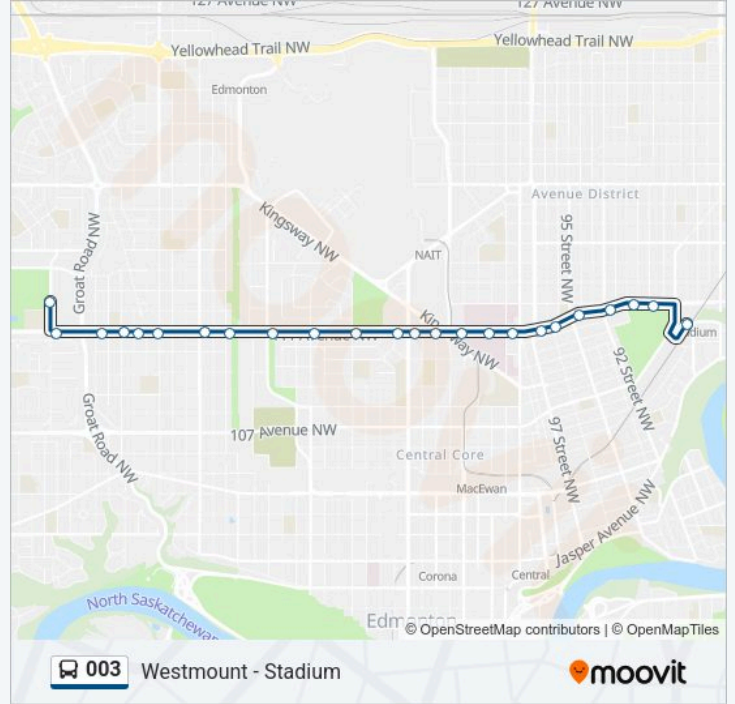 127 Avenue NW
127 Avenue NW
Yellowhead Trail NW
Yellowhead Trail NW
Edmonton
Avenue District
Kingsway NW
95 Street NW
Groat Road NW
NAIT
Kingsway NW
Avenue NW
92 Street NW
Groat Road NW
107 Avenue NW
97 Street NW
Central Core
MacEwan
Jasper Avenue NW
Corona
Central
North Saskatchewan
Edmonton
© OpenStreetMap contributors | © OpenMapTiles
003 Westmount - Stadium
moovit